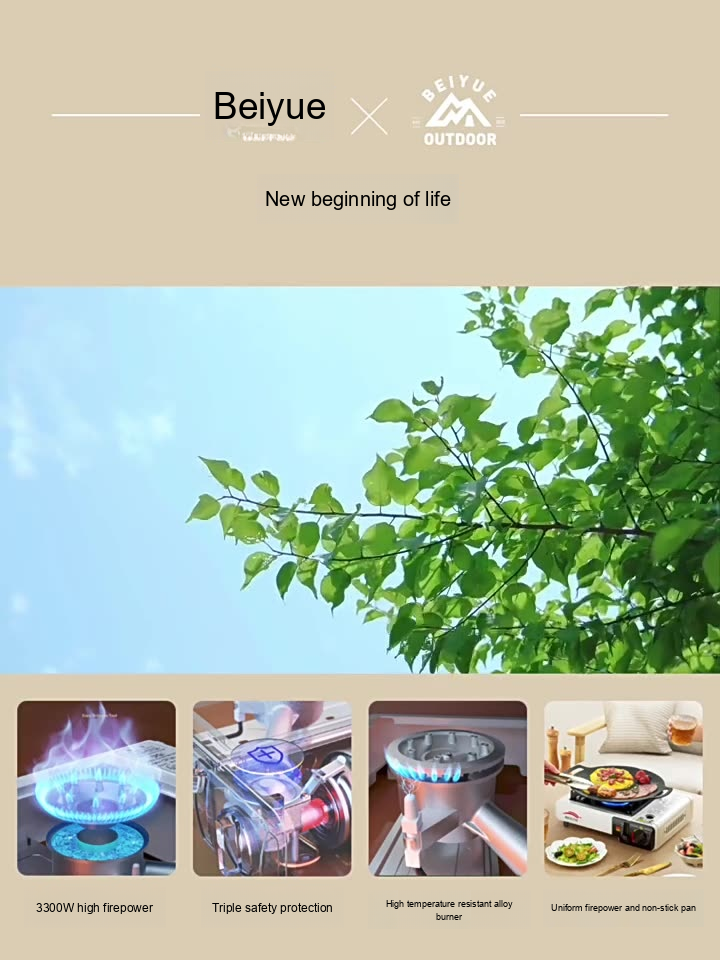 Beiyue
BEIYUE
OUTDOOR
New beginning of life
3300W high firepower
Triple safety protection
High temperature resistant alloy
burner
Uniform firepower and non-stick pan